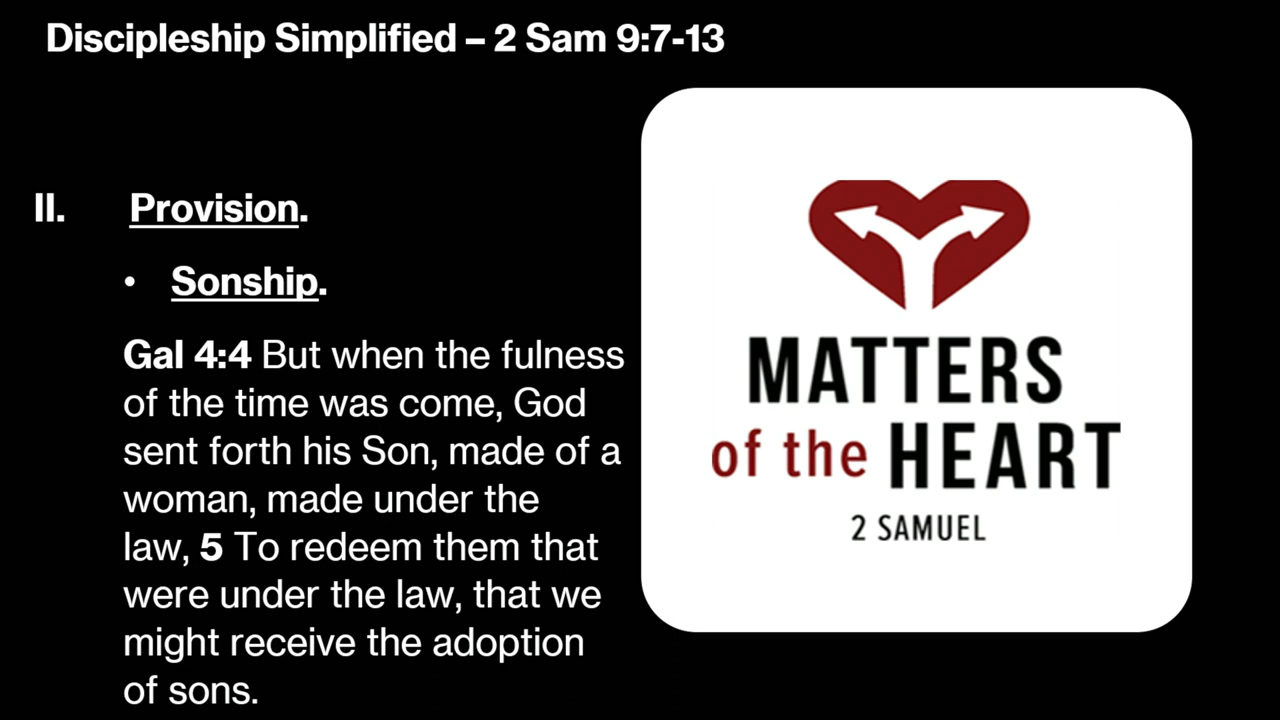 Discipleship Simplified – 2 Sam 9:7-13
II. Provision.
• Sonship.
Gal 4:4 But when the fulness
of the time was come, God
sent forth his Son, made of a
woman, made under the
law, 5 To redeem them that
were under the law, that we
might receive the adoption
of sons.
MATTERS
of the HEART
2 SAMUEL